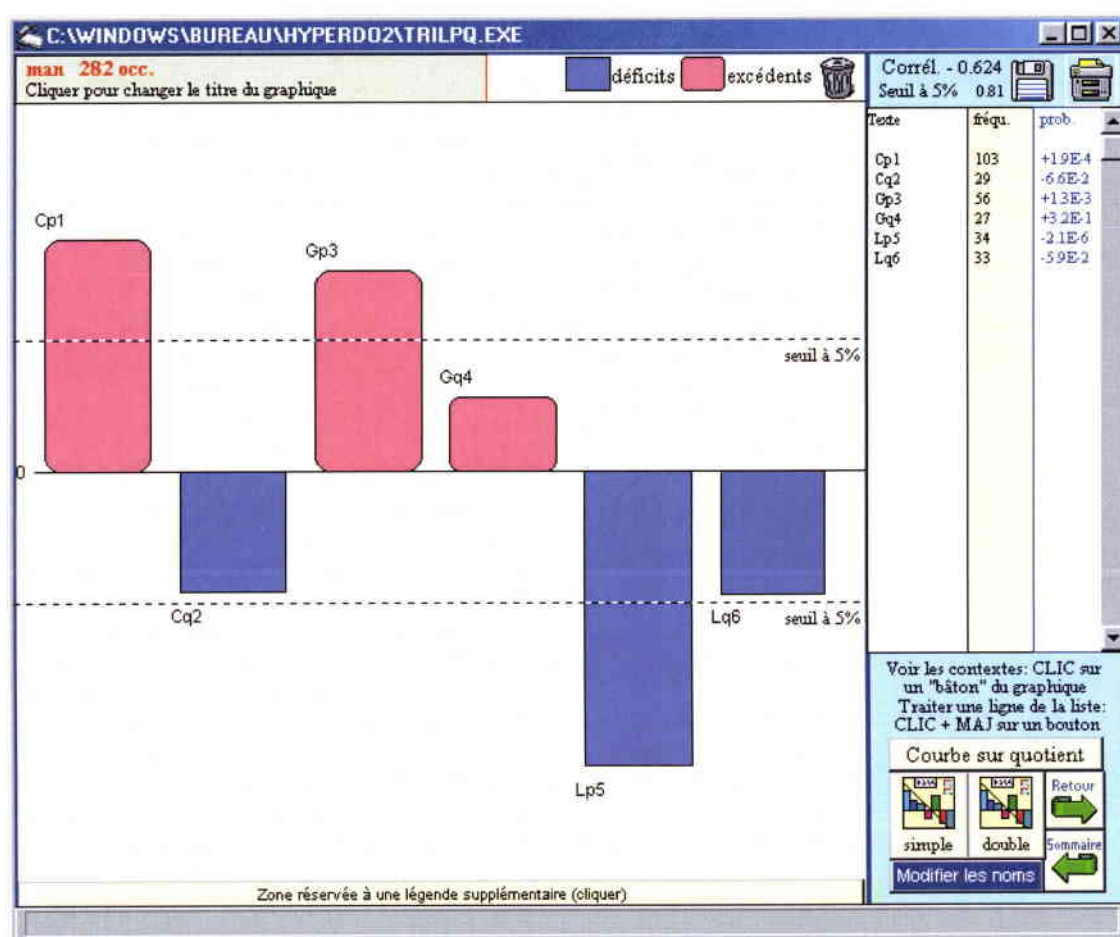 C:\WINDOWS\BUREAU\HYPERDO2\TRILPQ.EXE
man 282 occ.
Cliquer pour changer le titre du graphique
déficits excédents
Corrél. - 0.624
Seuil à 5% 0.81
Texte fréqu. prob.
Cp1 103 +1.9E-4
Cq2 29 -6.6E-2
Gp3 56 +1.3E-3
Gq4 27 +3.2E-1
Lp5 34 -2.1E-6
Lq6 33 -5.9E-2
Cp1
Gp3
seuil à 5%
Gq4
0
Cq2
Lq6 seuil à 5%
Lp5
Voir les contextes: CLIC sur
un "bâton" du graphique
Traiter une ligne de la liste:
CLIC + MAJ sur un bouton
Courbe sur quotient
Retour
simple double Sommaire
Modifier les noms
Zone réservée à une légende supplémentaire (cliquer)